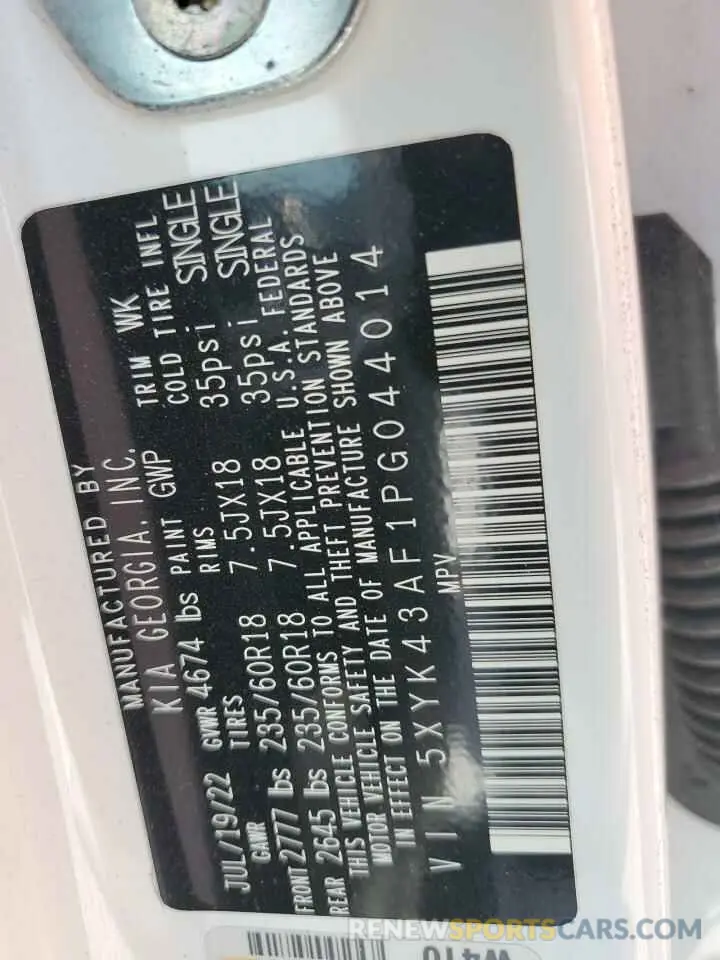 MANUFACTURED BY
KIA GEORGIA, INC.
JUL/19/22 GVWR 4674 lbs PAINT GWP TRIM WK
GAWR TIRES RIMS COLD TIRE INFL
FRONT 2777 lbs 235/60R18 7.5JX18 35psi SINGLE
REAR 2645 lbs 235/60R18 7.5JX18 35psi SINGLE
THIS VEHICLE CONFORMS TO ALL APPLICABLE U.S.A. FEDERAL
MOTOR VEHICLE SAFETY AND THEFT PREVENTION STANDARDS
IN EFFECT ON THE DATE OF MANUFACTURE SHOWN ABOVE
VIN 5XYK43AF1PG044014
MPV
W410
RENEWSPORTSCARS.COM